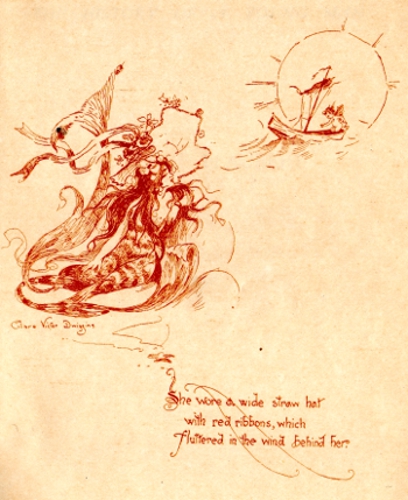 Clara Victor Dwiggins
She wore a wide straw hat
with red ribbons, which
fluttered in the wind behind her.